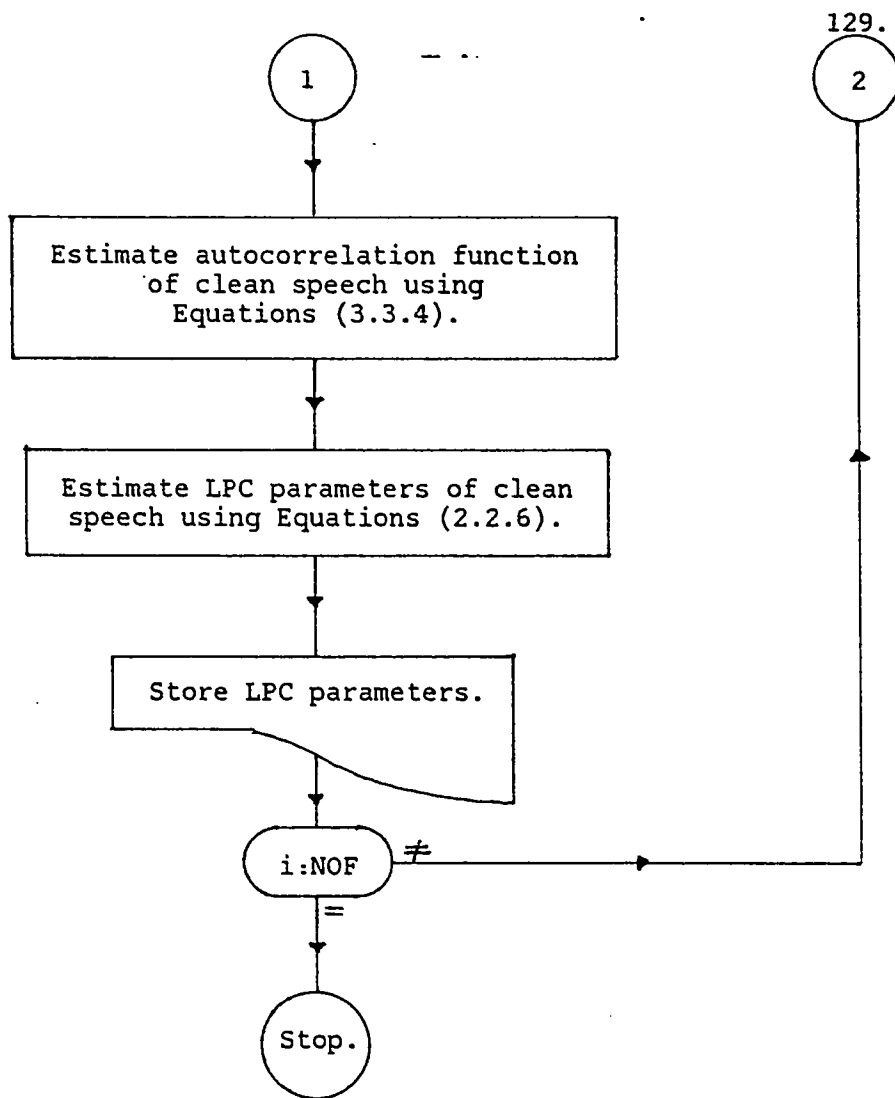 129.
1
2
Estimate autocorrelation function
of clean speech using
Equations (3.3.4).
Estimate LPC parameters of clean
speech using Equations (2.2.6).
Store LPC parameters.
i:NOF
≠
=
Stop.